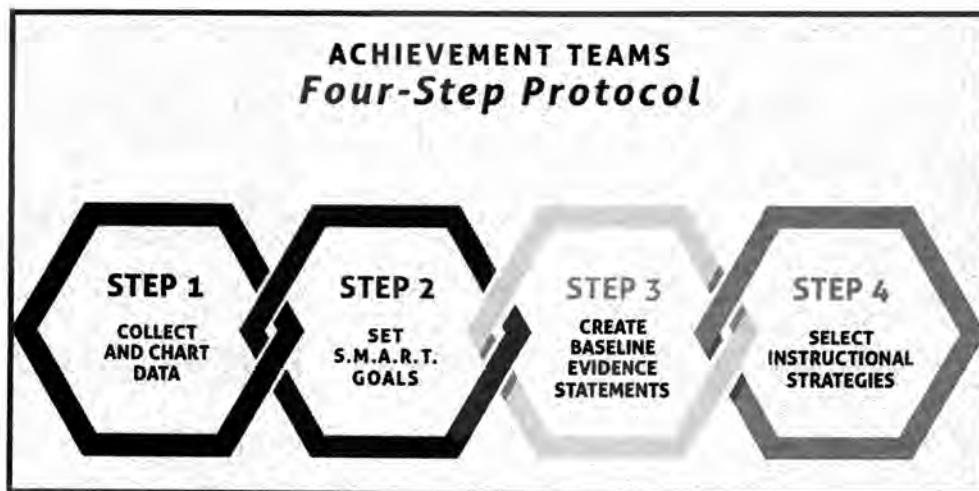 ACHIEVEMENT TEAMS
Four-Step Protocol
STEP 1
COLLECT
AND CHART
DATA
STEP 2
SET
S.M.A.R.T.
GOALS
STEP 3
CREATE
BASELINE
EVIDENCE
STATEMENTS
STEP 4
SELECT
INSTRUCTIONAL
STRATEGIES